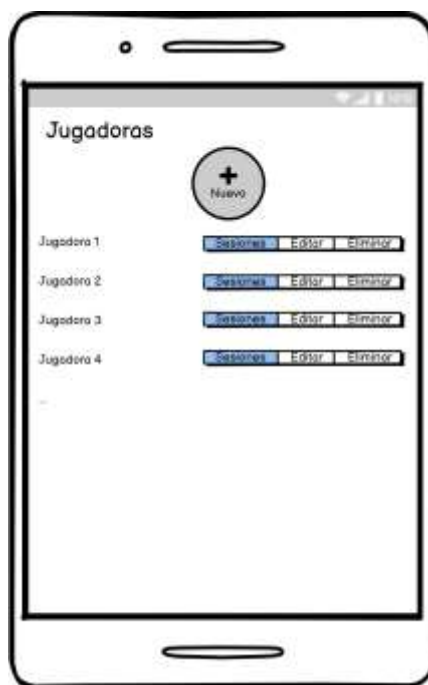 Jugadoras
+
Nuevo
Jugadora 1 Sesiones Editar Eliminar
Jugadora 2 Sesiones Editar Eliminar
Jugadora 3 Sesiones Editar Eliminar
Jugadora 4 Sesiones Editar Eliminar
...